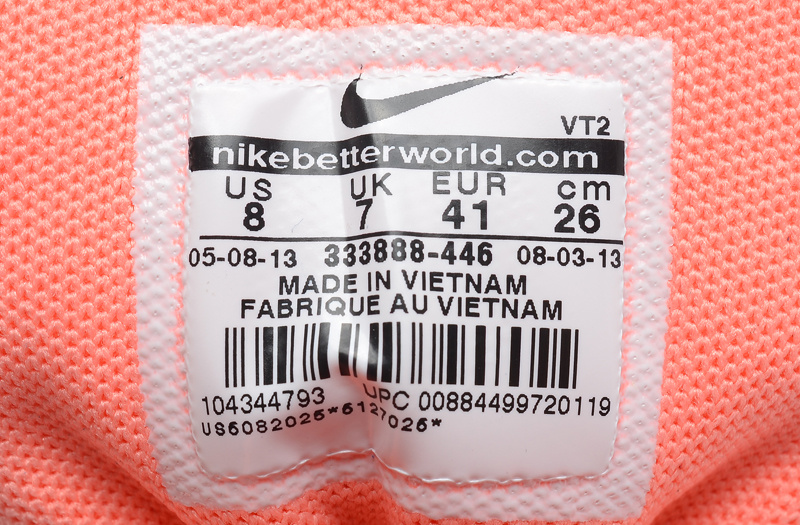 VT2
nikebetterworld.com
US UK EUR cm
8 7 41 26
05-08-13 333888-446 08-03-13
MADE IN VIETNAM
FABRIQUE AU VIETNAM
104344793 UPC 00884499720119
US6082026*6127026*